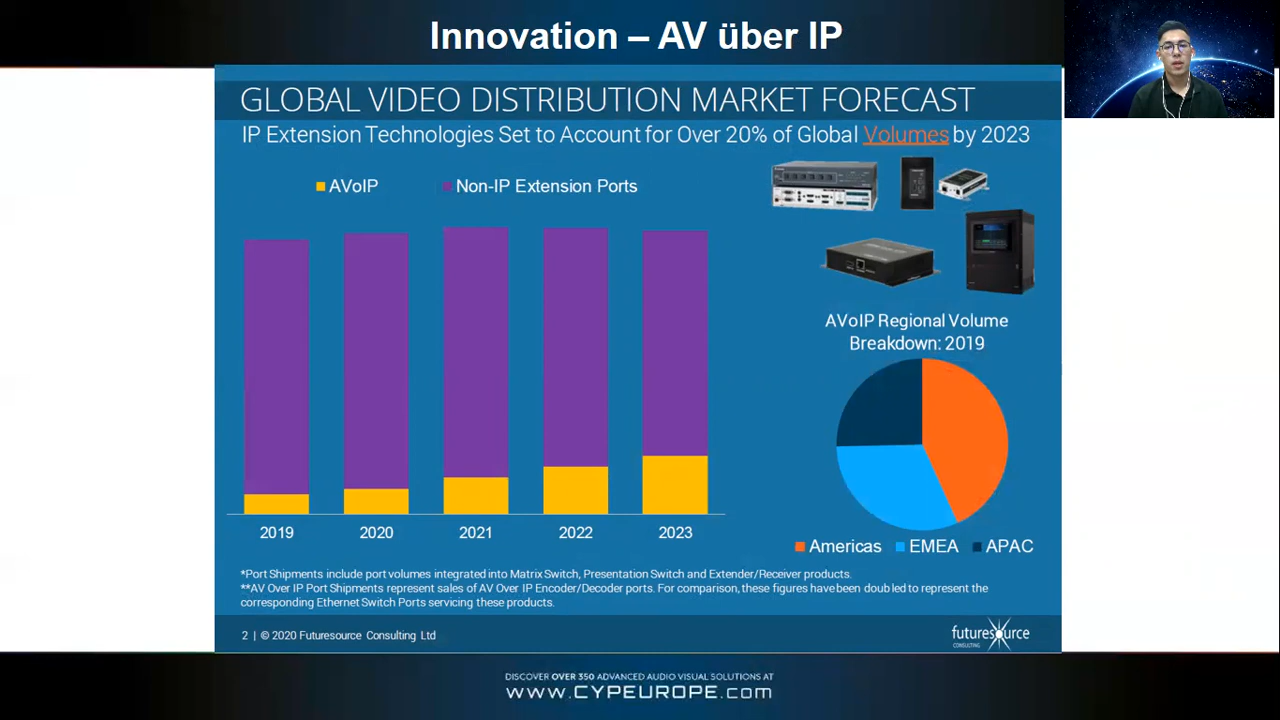 Innovation – AV über IP
GLOBAL VIDEO DISTRIBUTION MARKET FORECAST
IP Extension Technologies Set to Account for Over 20% of Global Volumes by 2023
AVoIP
Non-IP Extension Ports
2019
2020
2021
2022
2023
AVoIP Regional Volume
Breakdown: 2019
Americas
EMEA
APAC
*Port Shipments include port volumes integrated into Matrix Switch, Presentation Switch and Extender/Receiver products.
**AV Over IP Port Shipments represent sales of AV Over IP Encoder/Decoder ports. For comparison, these figures have been doubled to represent the
corresponding Ethernet Switch Ports servicing these products.
2 | © 2020 Futuresource Consulting Ltd
futuresource
CONSULTING
DISCOVER OVER 350 ADVANCED AUDIO VISUAL SOLUTIONS AT
www.CYPEUROPE.com